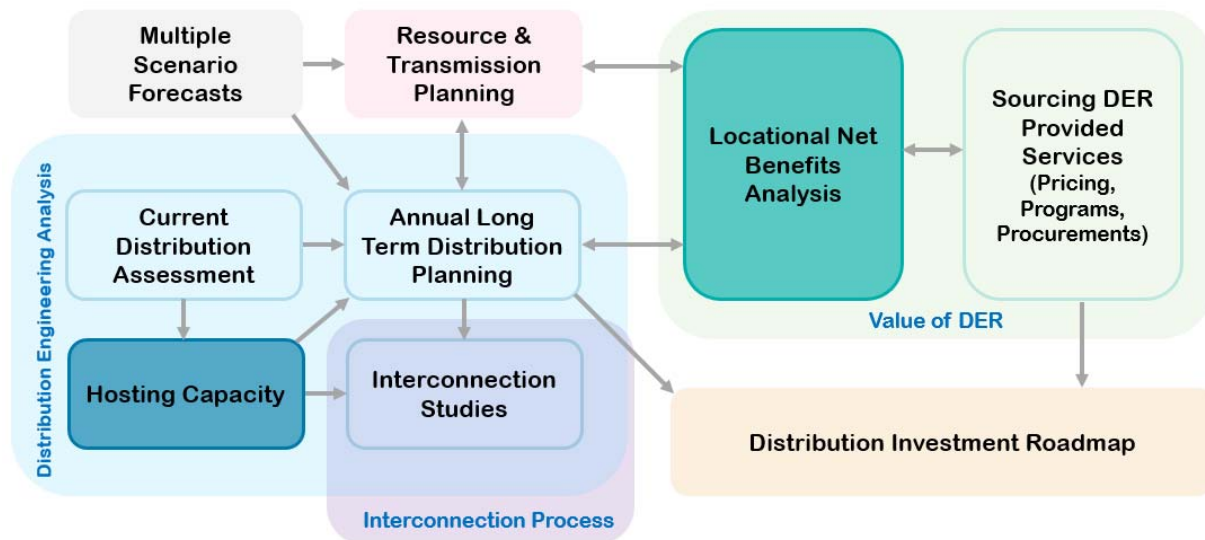 Multiple
Scenario
Forecasts
Resource &
Transmission
Planning
Locational Net
Benefits
Analysis
Sourcing DER
Provided
Services
(Pricing,
Programs,
Procurements)
Value of DER
Distribution Engineering Analysis
Current
Distribution
Assessment
Annual Long
Term Distribution
Planning
Hosting Capacity
Interconnection
Studies
Interconnection Process
Distribution Investment Roadmap